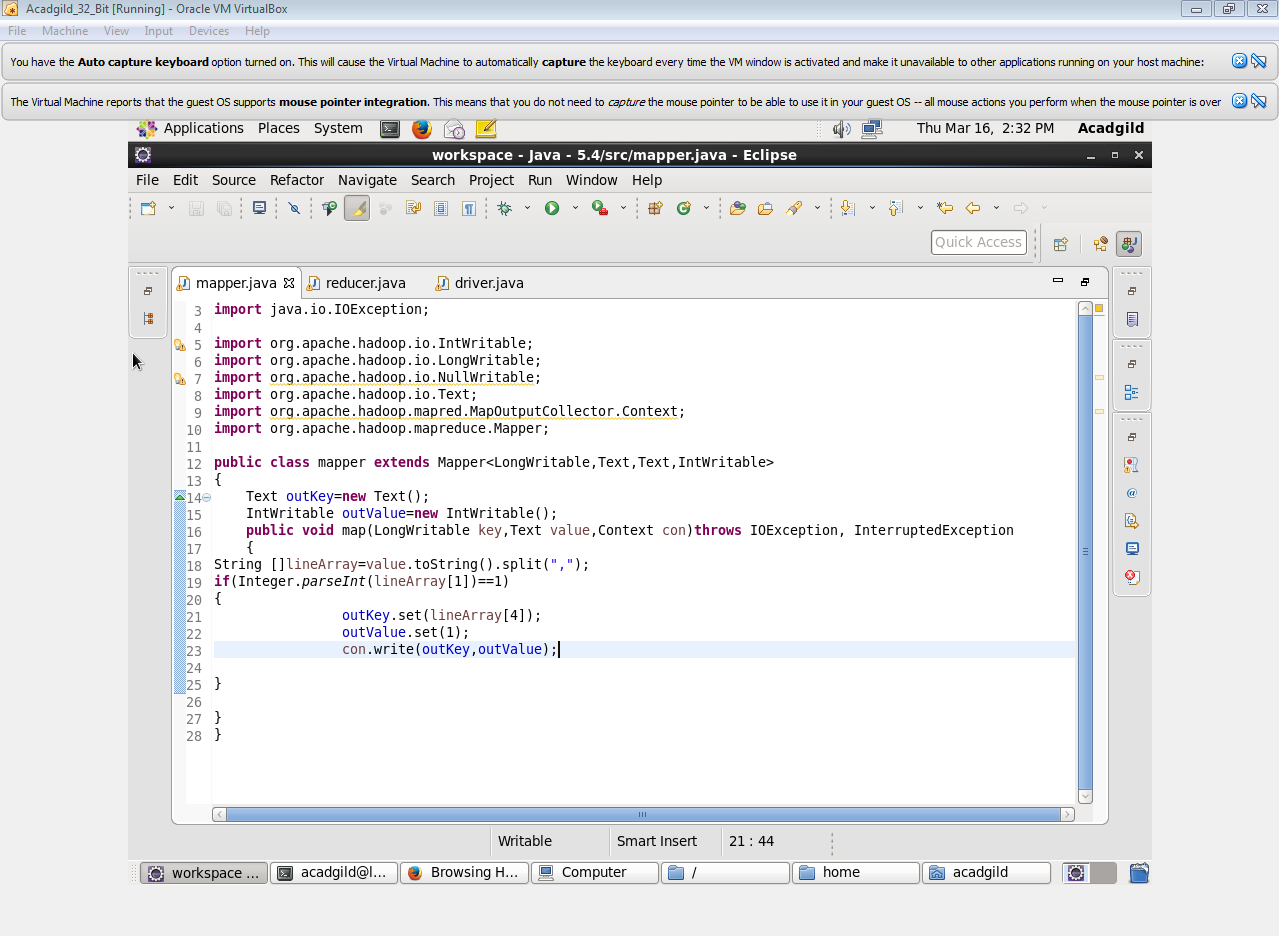 Acadgild_32_Bit [Running] - Oracle VM VirtualBox
File Machine View Input Devices Help
You have the Auto capture keyboard option turned on. This will cause the Virtual Machine to automatically capture the keyboard every time the VM window is activated and make it unavailable to other applications running on your host machine:
The Virtual Machine reports that the guest OS supports mouse pointer integration. This means that you do not need to capture the mouse pointer to be able to use it in your guest OS -- all mouse actions you perform when the mouse pointer is over
Applications Places System Thu Mar 16, 2:32 PM Acadgild
workspace - Java - 5.4/src/mapper.java - Eclipse
File Edit Source Refactor Navigate Search Project Run Window Help
Quick Access
mapper.java reducer.java driver.java
3 import java.io.IOException;
4
5 import org.apache.hadoop.io.IntWritable;
6 import org.apache.hadoop.io.LongWritable;
7 import org.apache.hadoop.io.NullWritable;
8 import org.apache.hadoop.io.Text;
9 import org.apache.hadoop.mapred.MapOutputCollector.Context;
10 import org.apache.hadoop.mapreduce.Mapper;
11
12 public class mapper extends Mapper<LongWritable,Text,Text,IntWritable>
13 {
14 Text outKey=new Text();
15 IntWritable outValue=new IntWritable();
16 public void map(LongWritable key,Text value,Context con)throws IOException, InterruptedException
17 {
18 String []lineArray=value.toString().split(",");
19 if(Integer.parseInt(lineArray[1])==1)
20 {
21 outKey.set(lineArray[4]);
22 outValue.set(1);
23 con.write(outKey,outValue);
24
25 }
26
27 }
28 }
Writable Smart Insert 21 : 44
workspace ... acadgild@l... Browsing H... Computer / home acadgild